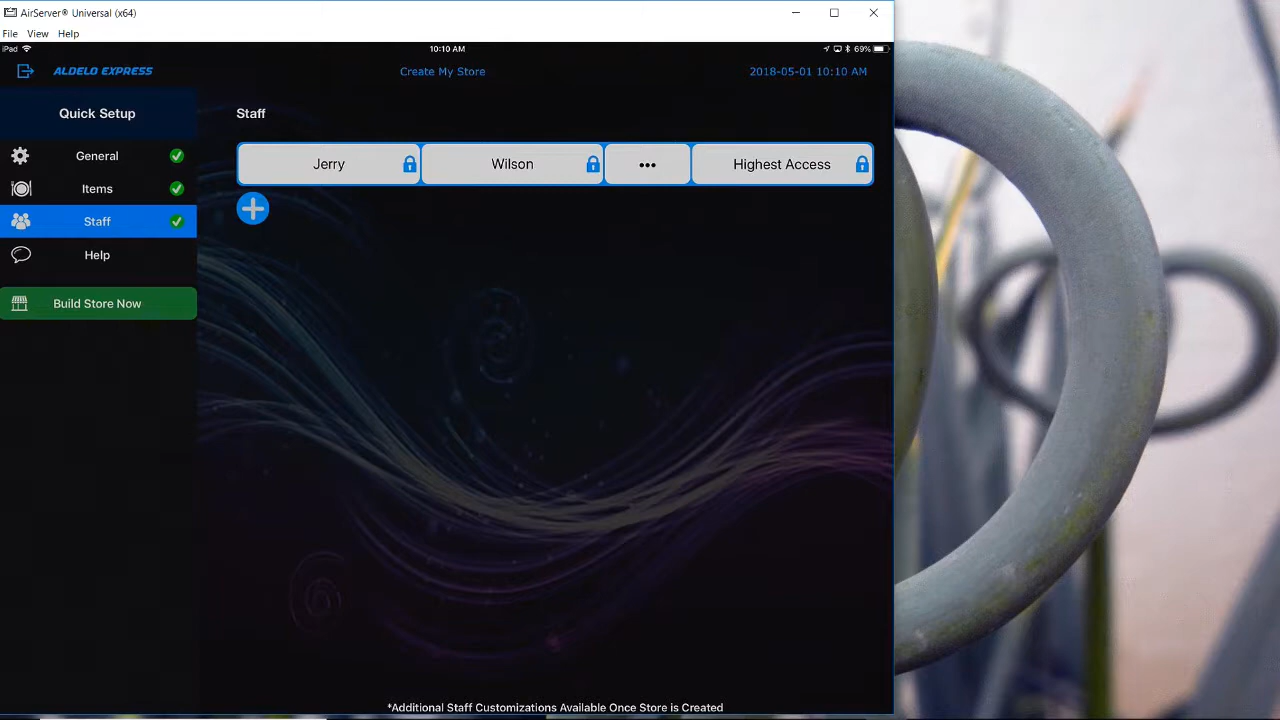 AirServer® Universal (x64)
File View Help
iPad 10:10 AM 69%
ALDELO EXPRESS Create My Store 2018-05-01 10:10 AM
Quick Setup
General
Items
Staff
Help
Build Store Now
Staff
Jerry Wilson ••• Highest Access
*Additional Staff Customizations Available Once Store is Created